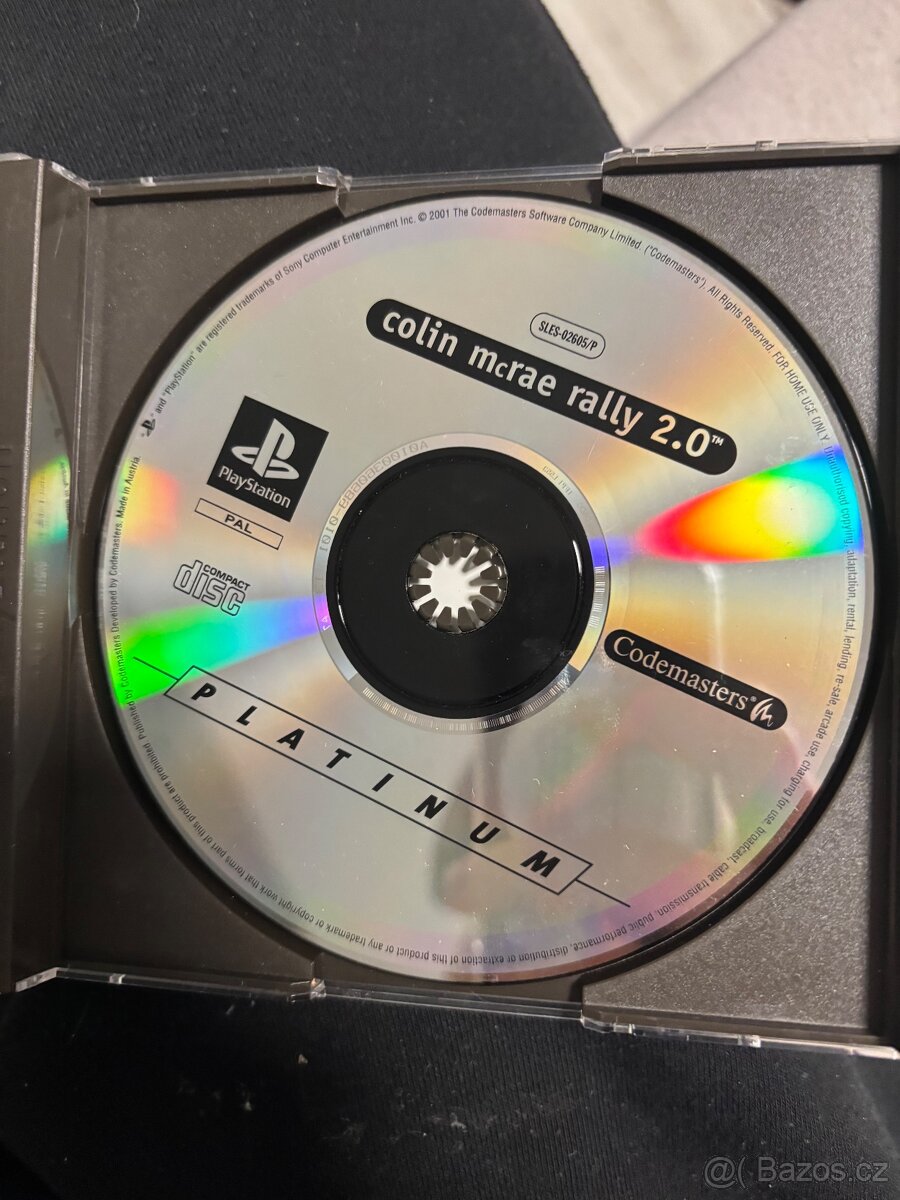 SLES-02605/P
colin mcrae rally 2.0™
PlayStation
PAL
COMPACT
disc
Codemasters
PLATINUM
and "PlayStation" are registered trademarks of Sony Computer Entertainment Inc. © 2001 The Codemasters Software Company Limited. ("Codemasters"). All Rights Reserved. FOR HOME USE ONLY. Unauthorised copying, adaptation, rental, lending, re-sale, arcade use, charging for use, broadcast, cable transmission, public performance, distribution or extraction of this product or any trademark or copyright work that forms part of this product are prohibited. Published by Codemasters. Developed by Codemasters. Made in Austria.
@( Bazos.cz